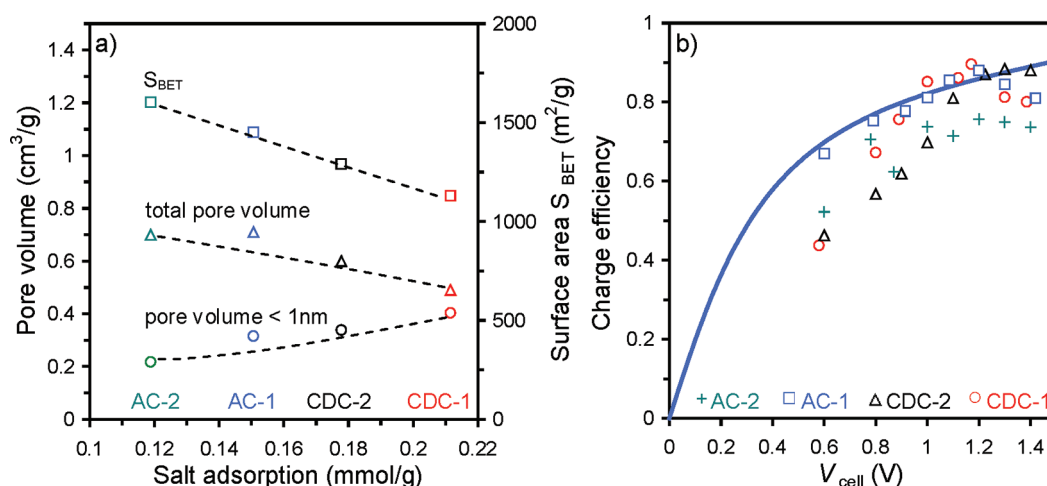 a)
Pore volume (cm³/g)
1.4
1.2
1
0.8
0.6
0.4
0.2
0
S_BET
total pore volume
pore volume < 1nm
AC-2 AC-1 CDC-2 CDC-1
0.1 0.12 0.14 0.16 0.18 0.2 0.22
Salt adsorption (mmol/g)
2000
1500
1000
500
0
Surface area S_BET (m²/g)
b)
Charge efficiency
1
0.8
0.6
0.4
0.2
0
+ AC-2 □ AC-1 △ CDC-2 ○ CDC-1
0 0.2 0.4 0.6 0.8 1 1.2 1.4
V_cell (V)